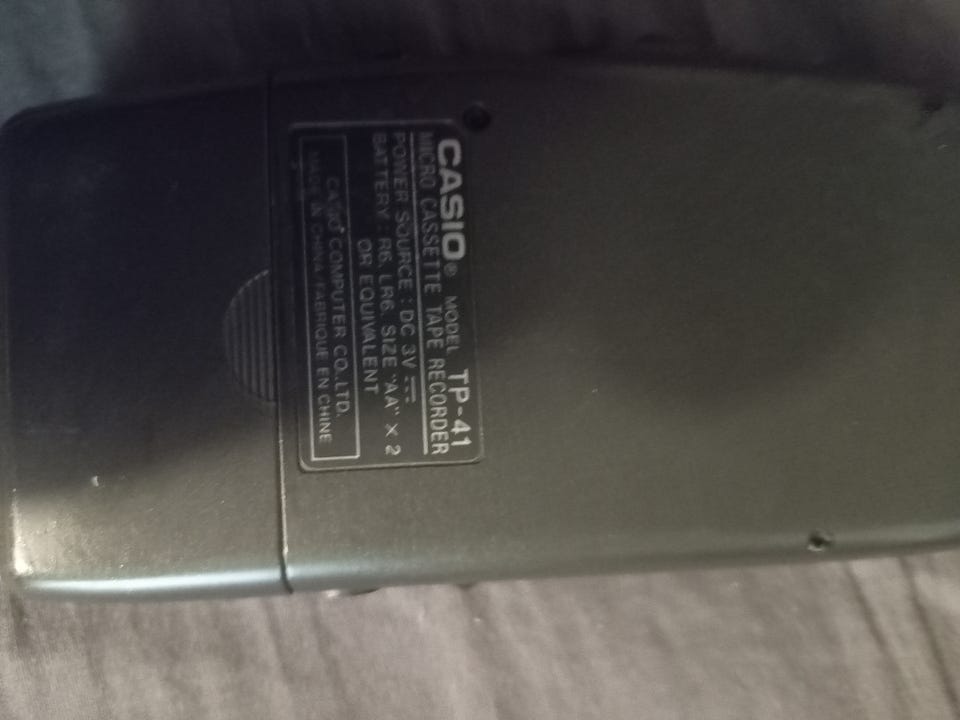 CASIO® MODEL TP-41
MICRO CASSETTE TAPE RECORDER
POWER SOURCE : DC 3V
BATTERY : R6, LR6, SIZE "AA" X 2
OR EQUIVALENT
CASIO COMPUTER CO.,LTD.
MADE IN CHINA/FABRIQUE EN CHINE